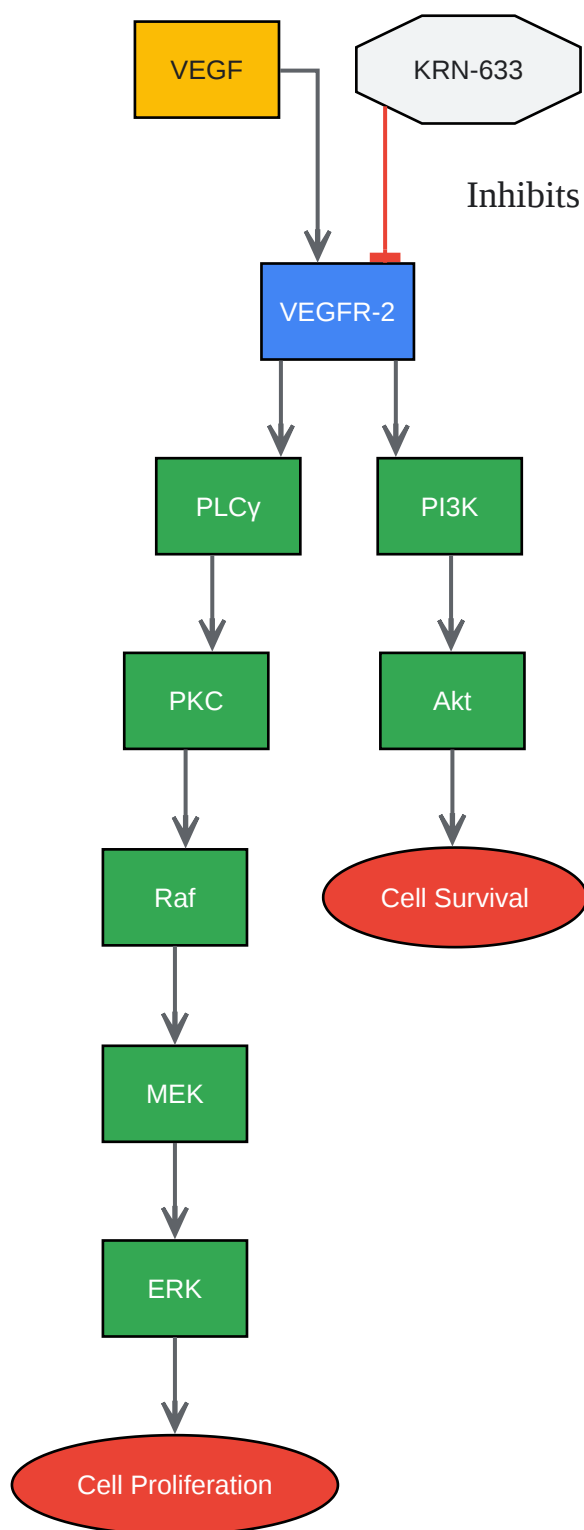 VEGF
KRN-633
Inhibits
VEGFR-2
PLCγ
PI3K
PKC
Akt
Raf
Cell Survival
MEK
ERK
Cell Proliferation